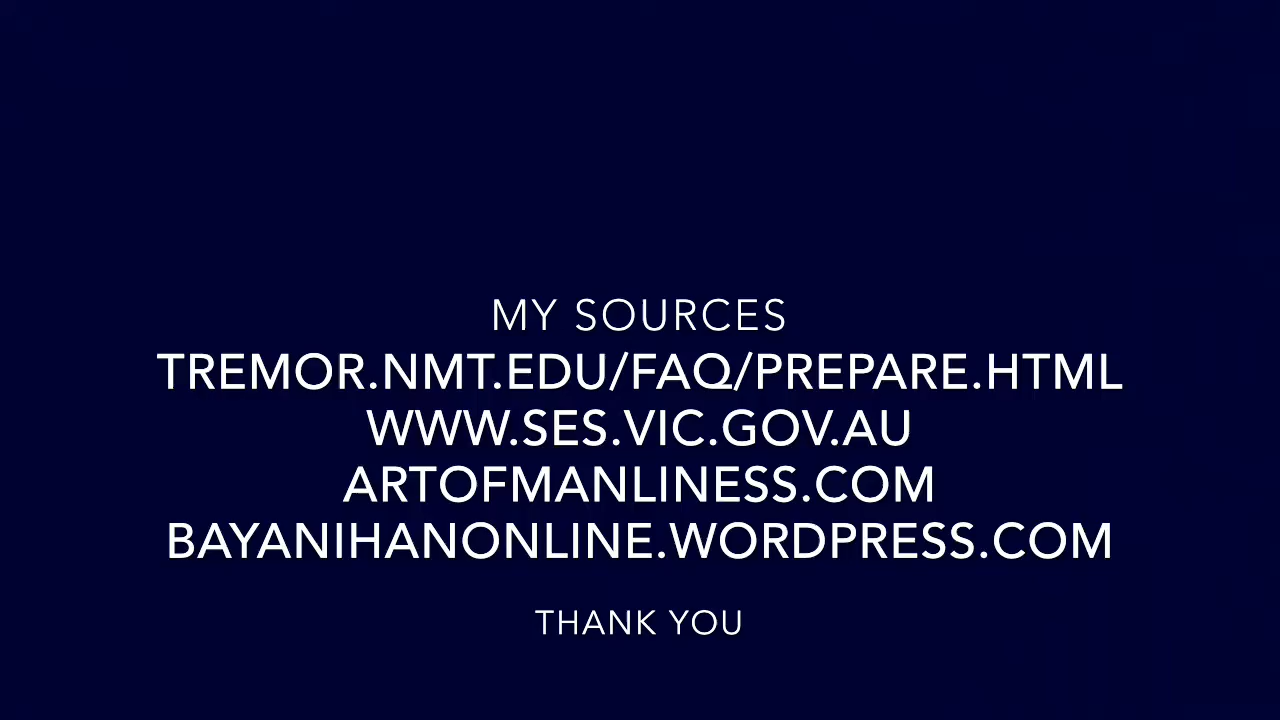 MY SOURCES
TREMOR.NMT.EDU/FAQ/PREPARE.HTML
WWW.SES.VIC.GOV.AU
ARTOFMANLINESS.COM
BAYANIHANONLINE.WORDPRESS.COM
THANK YOU